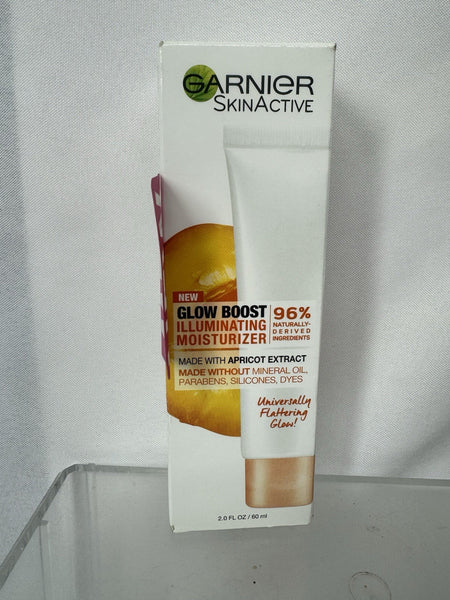 GARNIER
SKINACTIVE
NEW
GLOW BOOST
ILLUMINATING
MOISTURIZER
96%
NATURALLY-
DERIVED
INGREDIENTS
MADE WITH APRICOT EXTRACT
MADE WITHOUT MINERAL OIL,
PARABENS, SILICONES, DYES
Universally
Flattering
Glow!
2.0 FL OZ / 60 ml